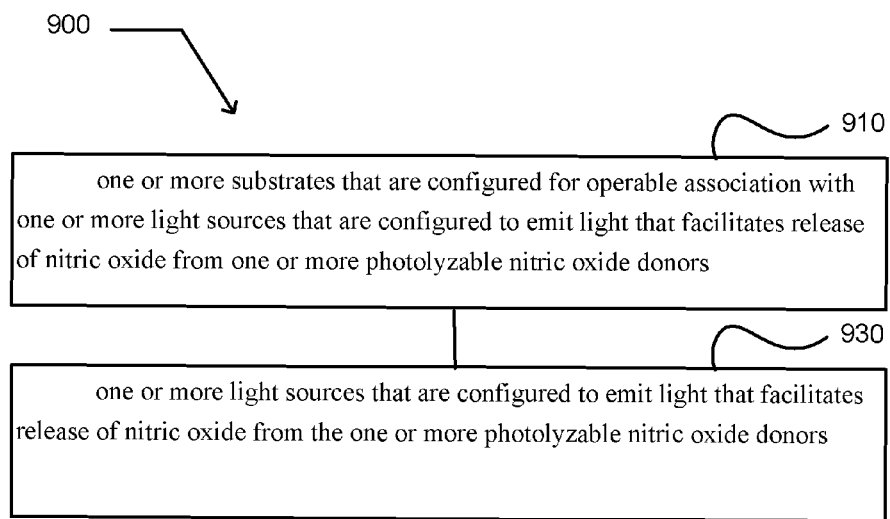 900
910
one or more substrates that are configured for operable association with
one or more light sources that are configured to emit light that facilitates release
of nitric oxide from one or more photolyzable nitric oxide donors
930
one or more light sources that are configured to emit light that facilitates
release of nitric oxide from the one or more photolyzable nitric oxide donors